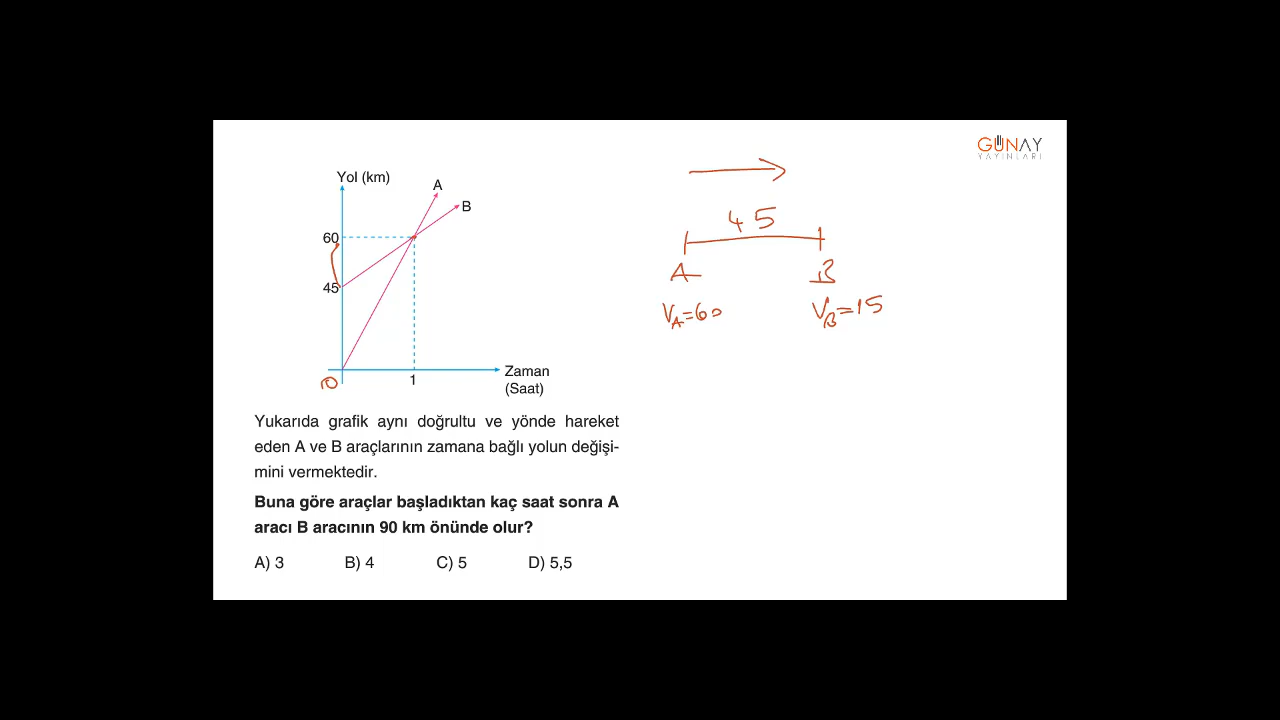 GÜNAY
YAYINLARI
Yol (km)
A
B
60
45
0
1
Zaman
(Saat)
45
A
B
V_A=60
V_B=15
Yukarıda grafik aynı doğrultu ve yönde hareket
eden A ve B araçlarının zamana bağlı yolun değişi-
mini vermektedir.
Buna göre araçlar başladıktan kaç saat sonra A
aracı B aracının 90 km önünde olur?
A) 3 B) 4 C) 5 D) 5,5